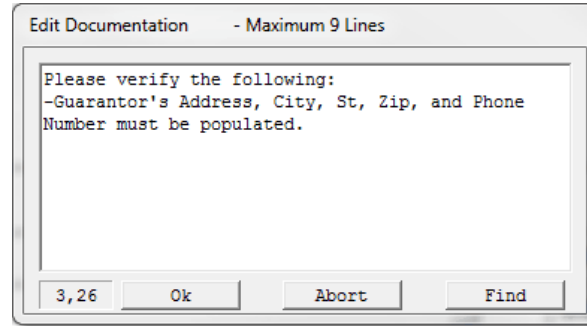 Edit Documentation - Maximum 9 Lines
Please verify the following:
-Guarantor's Address, City, St, Zip, and Phone
Number must be populated.
3,26 Ok Abort Find